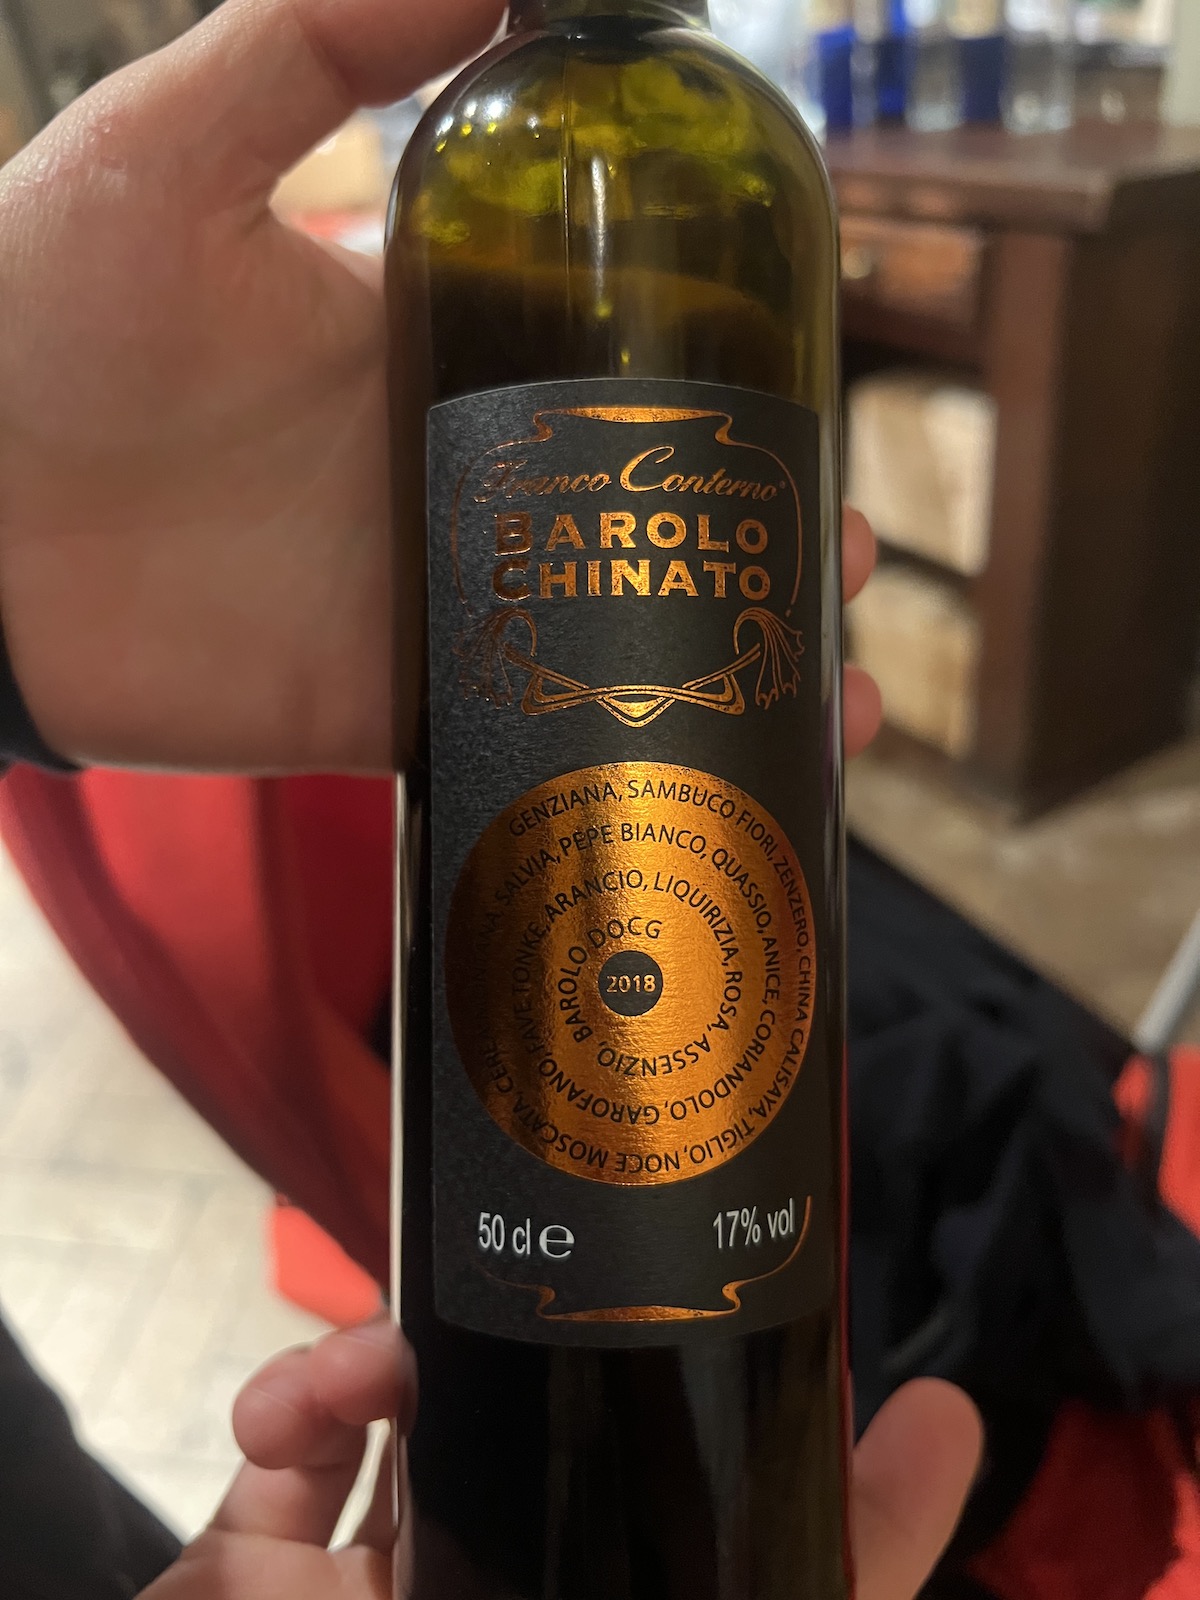 Franco Conterno®
BAROLO
CHINATO
GENZIANA, SAMBUCO FIORI, ZENZERO, CHINA CALISAYA, TIGLIO, NOCE MOSCATA,
SALVIA, PEPE BIANCO, QUASSIO, ANICE, CORIANDOLO, GAROFANO, FAVE TONKE,
ARANCIO, LIQUIRIZIA, ROSA, ASSENZIO,
BAROLO DOCG
2018
50 cl ℮
17% vol